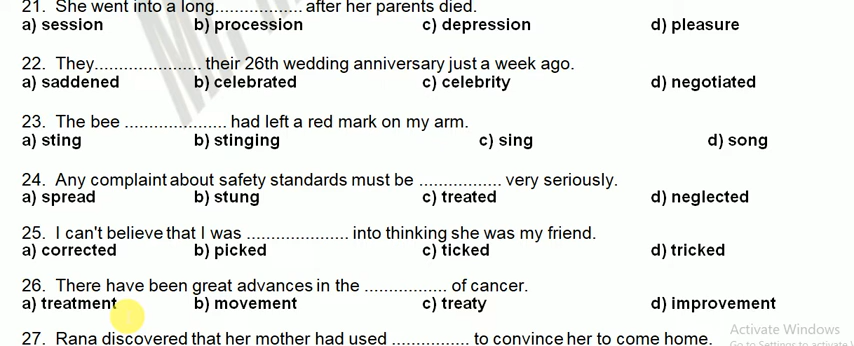 21. She went into a long.................. after her parents died.
a) session b) procession c) depression d) pleasure
22. They...................... their 26th wedding anniversary just a week ago.
a) saddened b) celebrated c) celebrity d) negotiated
23. The bee ..................... had left a red mark on my arm.
a) sting b) stinging c) sing d) song
24. Any complaint about safety standards must be ................. very seriously.
a) spread b) stung c) treated d) neglected
25. I can't believe that I was ..................... into thinking she was my friend.
a) corrected b) picked c) ticked d) tricked
26. There have been great advances in the ................. of cancer.
a) treatment b) movement c) treaty d) improvement
27. Rana discovered that her mother had used ................ to convince her to come home.
Activate Windows
Go to Settings to activate